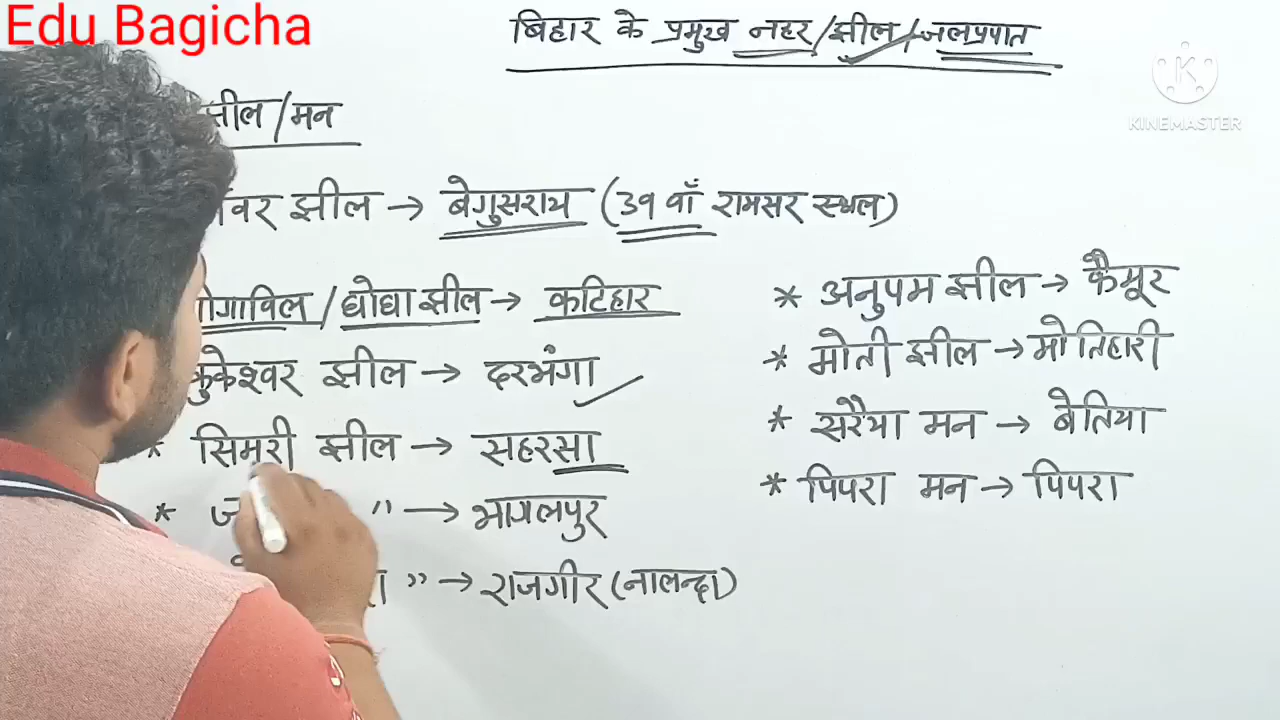 Edu Bagicha
बिहार के प्रमुख नहर/झील/जलप्रपात
KINEMASTER
झील/मन
झील → बेगुसराय (39 वाँ रामसर स्थल)
घोघा झील → कटिहार
कुकेश्वर झील → दरभंगा
* सिमरी झील → सहरसा
* " → भागलपुर
" → राजगीर (नालन्दा)
* अनुपम झील → कैमूर
* मोती झील → मोतिहारी
* सरैया मन → बेतिया
* पिपरा मन → पिपरा